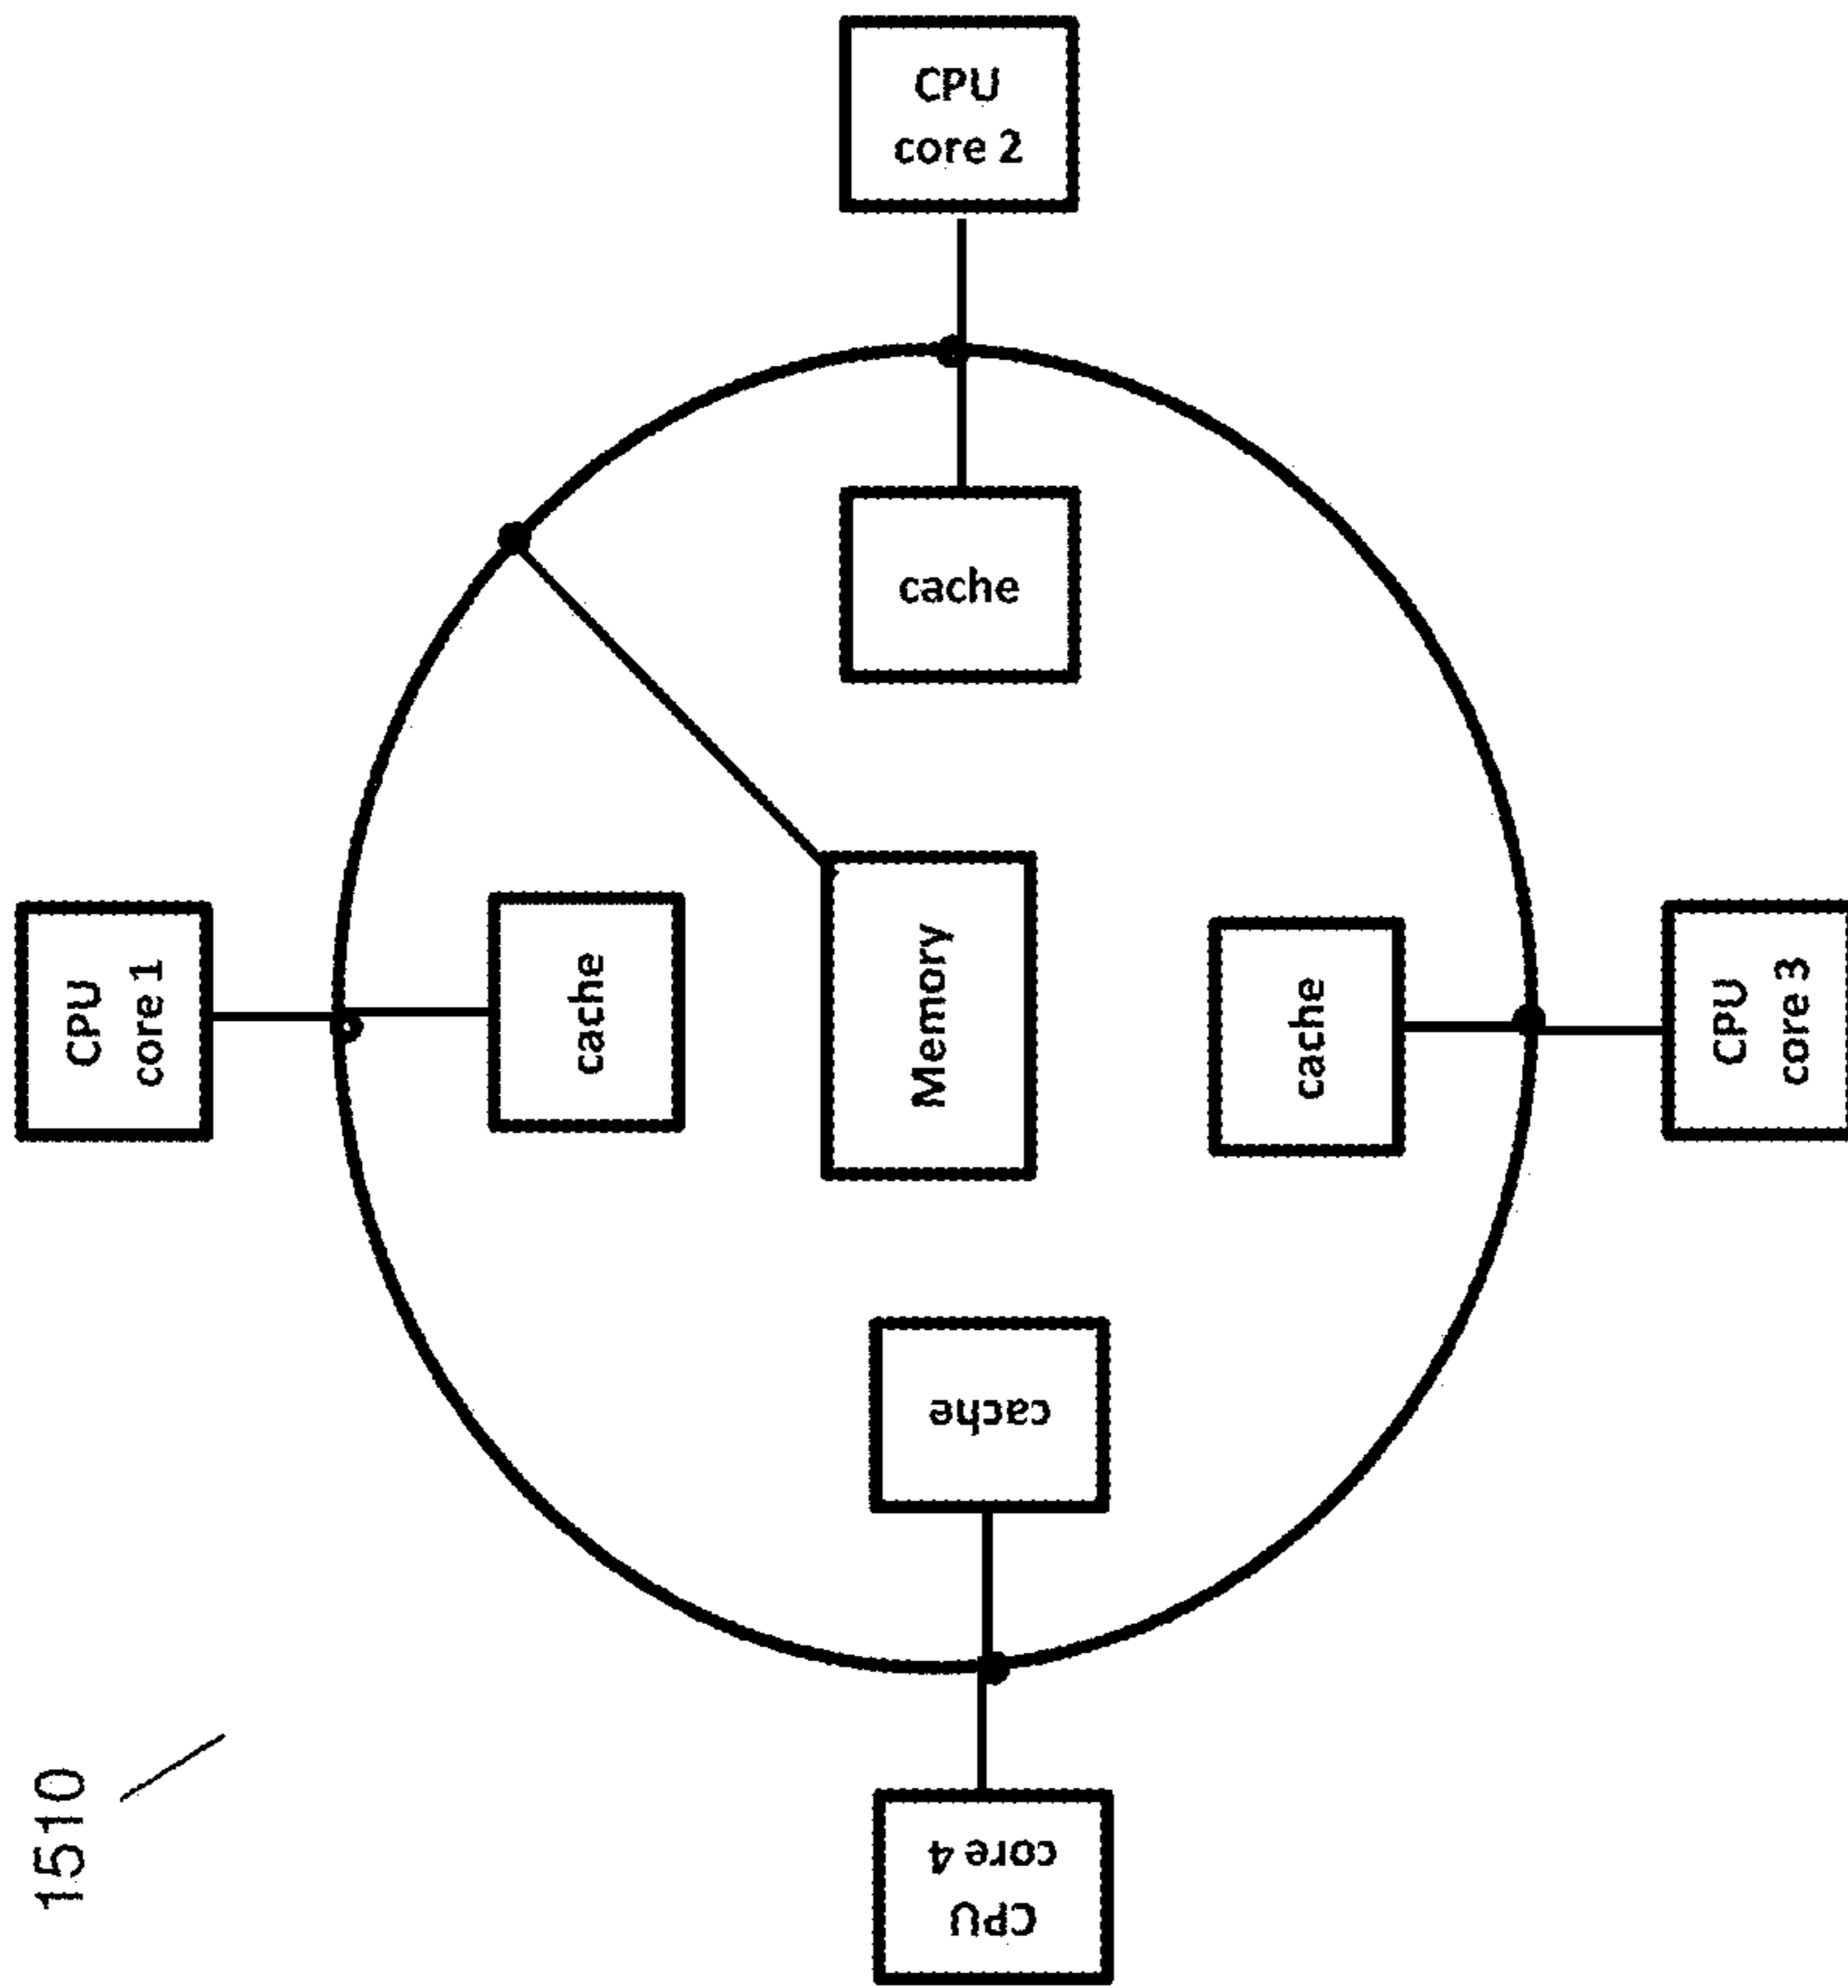 CPU
core 2
cache
CPU
core 1
cache
Memory
cache
CPU
core 3
cache
CPU
core 4
1510